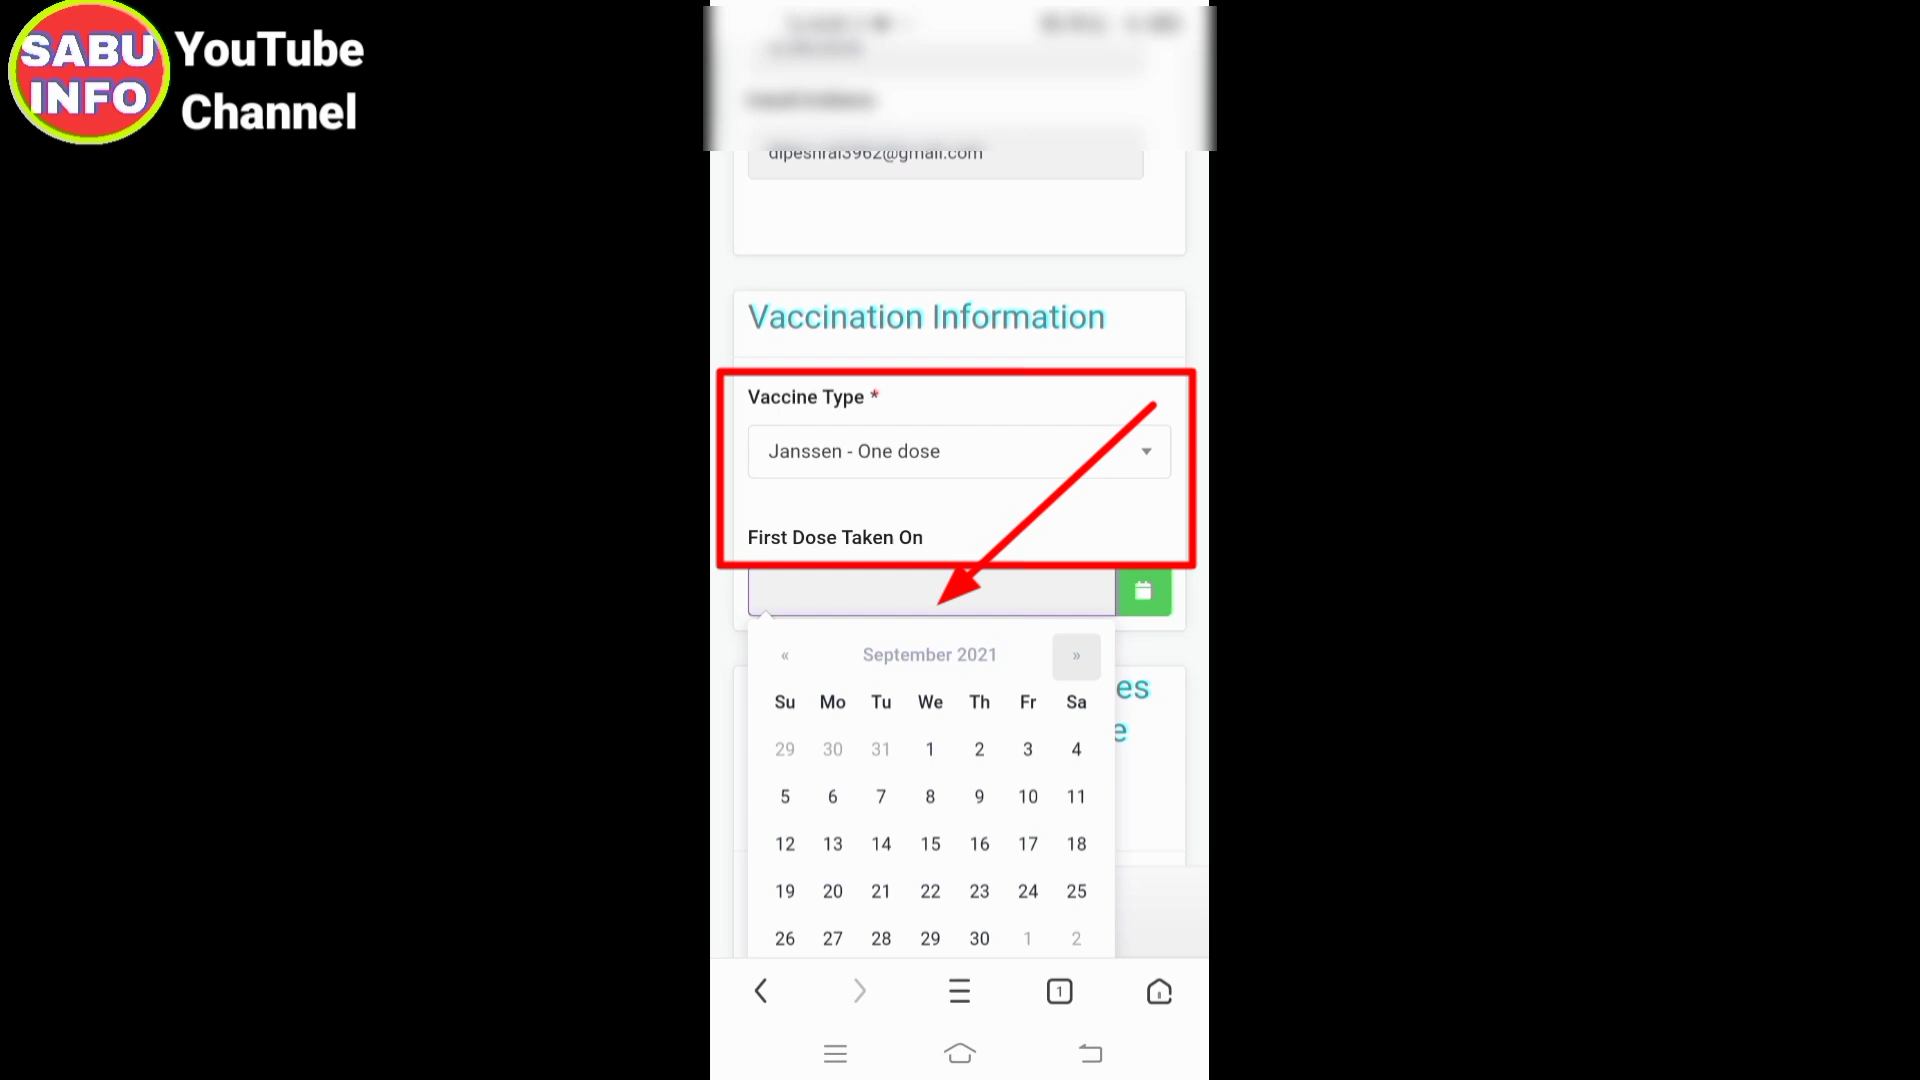 SABU
INFO
YouTube
Channel
Vaccination Information
Vaccine Type *
Janssen - One dose
First Dose Taken On
« September 2021 »
es
e
Su Mo Tu We Th Fr Sa
29 30 31 1 2 3 4
5 6 7 8 9 10 11
12 13 14 15 16 17 18
19 20 21 22 23 24 25
26 27 28 29 30 1 2
1